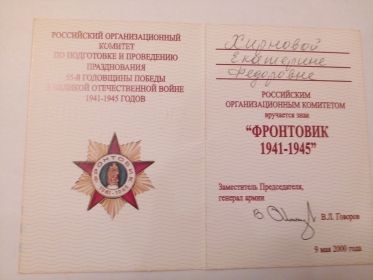 РОССИЙСКИЙ ОРГАНИЗАЦИОННЫЙ
КОМИТЕТ
ПО ПОДГОТОВКЕ И ПРОВЕДЕНИЮ
ПРАЗДНОВАНИЯ
55-Й ГОДОВЩИНЫ ПОБЕДЫ
В ВЕЛИКОЙ ОТЕЧЕСТВЕННОЙ ВОЙНЕ
1941-1945 ГОДОВ
ФРОНТОВИК
1941-1945
Хирновой
Екатерине
Федоровне
РОССИЙСКИМ
ОРГАНИЗАЦИОННЫМ КОМИТЕТОМ
вручается знак
"ФРОНТОВИК
1941-1945"
Заместитель Председателя,
генерал армии
В.Л. Говоров
9 мая 2000 г.